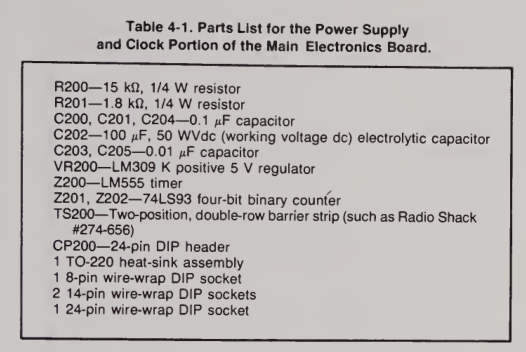 Table 4-1. Parts List for the Power Supply
and Clock Portion of the Main Electronics Board.
R200—15 kΩ, 1/4 W resistor
R201—1.8 kΩ, 1/4 W resistor
C200, C201, C204—0.1 μF capacitor
C202—100 μF, 50 WVdc (working voltage dc) electrolytic capacitor
C203, C205—0.01 μF capacitor
VR200—LM309 K positive 5 V regulator
Z200—LM555 timer
Z201, Z202—74LS93 four-bit binary counter
TS200—Two-position, double-row barrier strip (such as Radio Shack
#274-656)
CP200—24-pin DIP header
1 TO-220 heat-sink assembly
1 8-pin wire-wrap DIP socket
2 14-pin wire-wrap DIP sockets
1 24-pin wire-wrap DIP socket